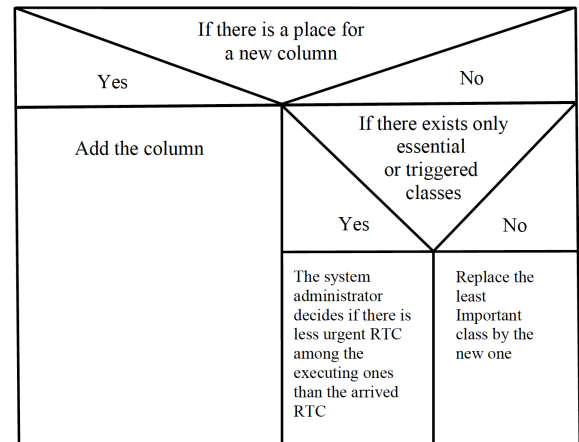 If there is a place for
a new column
Yes
No
Add the column
If there exists only
essential
or triggered
classes
Yes
No
The system
administrator
decides if there is
less urgent RTC
among the
executing ones
than the arrived
RTC
Replace the
least
Important
class by the
new one